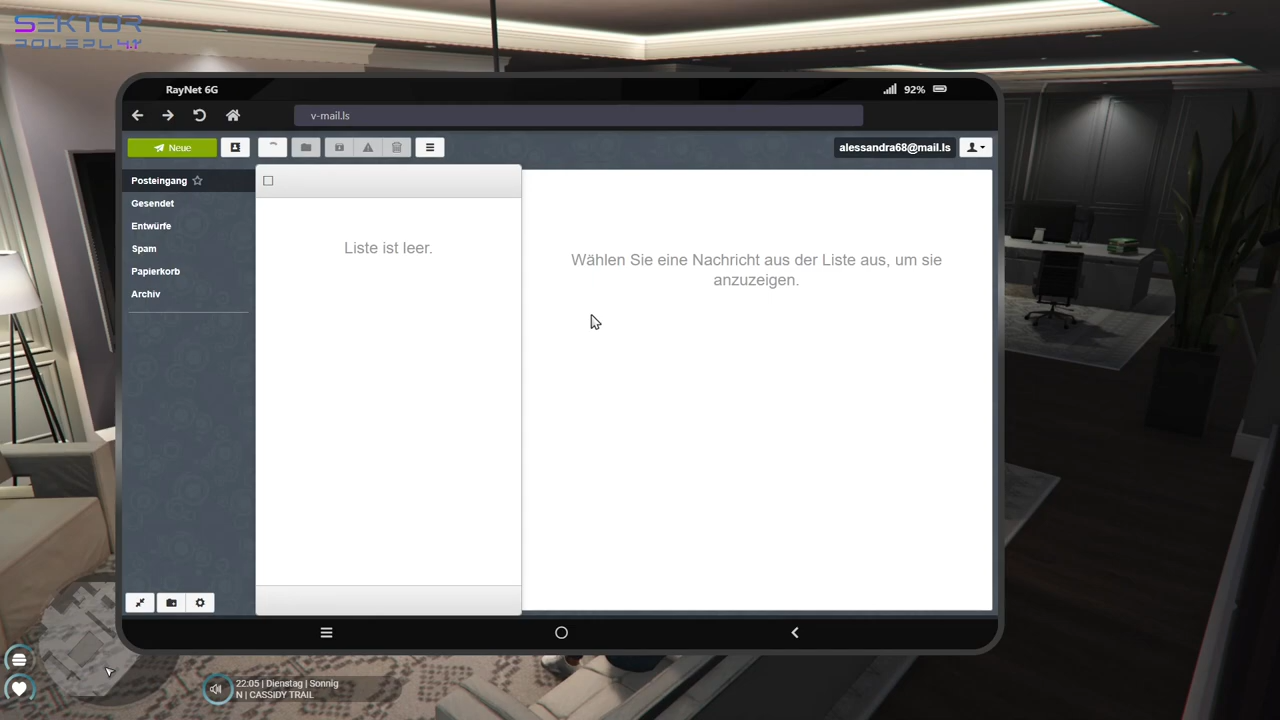 SEKTOR
ROLEPLAY
RayNet 6G
92%
v-mail.ls
Neue
alessandra68@mail.ls
Posteingang
Gesendet
Entwürfe
Spam
Papierkorb
Archiv
Liste ist leer.
Wählen Sie eine Nachricht aus der Liste aus, um sie
anzuzeigen.
22:05 | Dienstag | Sonnig
N | CASSIDY TRAIL